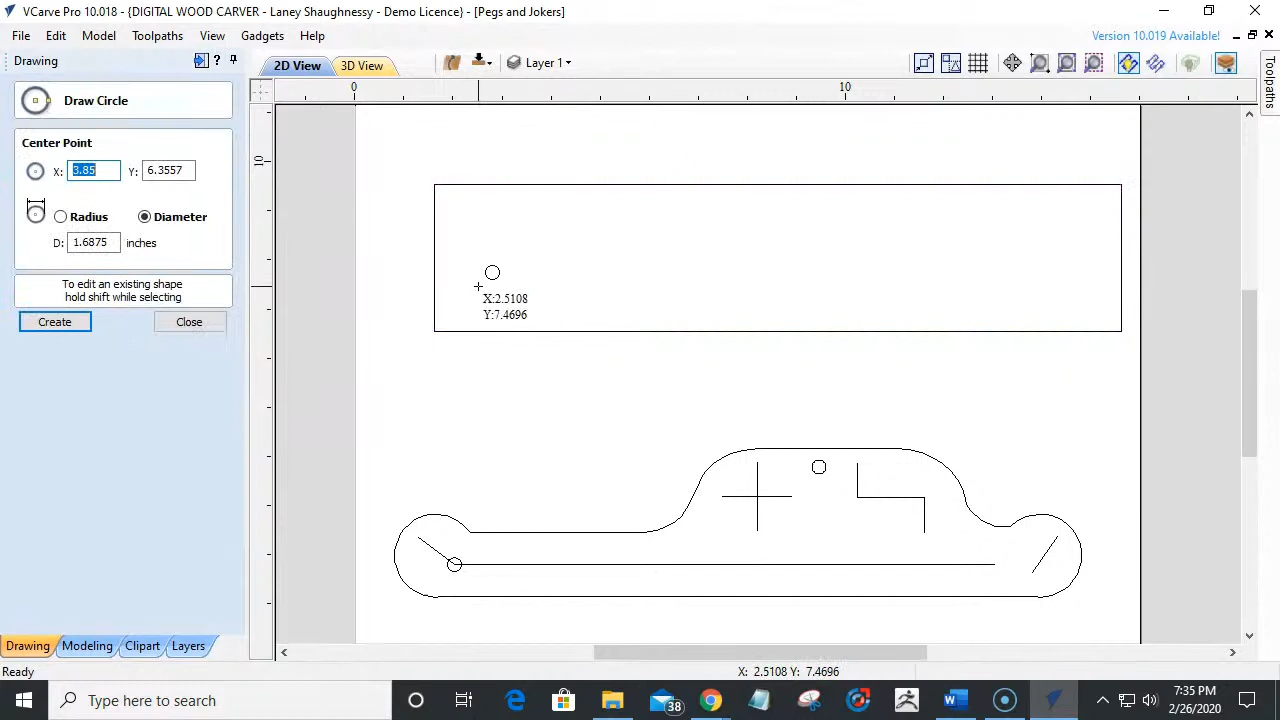 VCarve Pro 10.018 - {DIGITAL WOOD CARVER - Laney Shaughnessy - Demo Licence} - [Pegs and Jokers]
File Edit Model Toolpaths View Gadgets Help Version 10.019 Available!
Drawing ?
2D View 3D View Layer 1
Toolpaths
Draw Circle
0 10
10
Center Point
X: 3.85 Y: 6.3557
Radius Diameter
D: 1.6875 inches
To edit an existing shape
hold shift while selecting
Create Close
X:2.5108
Y:7.4696
Drawing Modeling Clipart Layers
Ready X: 2.5108 Y: 7.4696
Type here to search
38
7:35 PM
2/26/2020